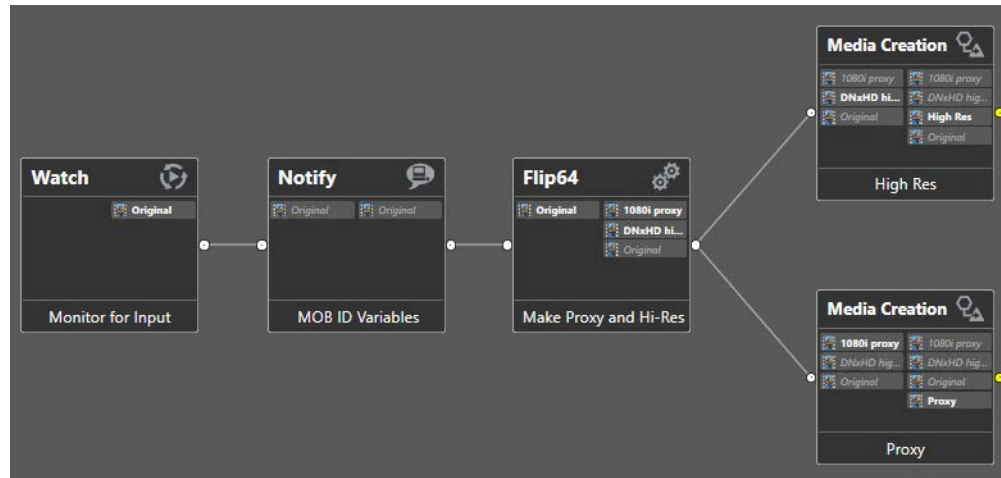 Watch
Original
Monitor for Input
Notify
Original Original
MOB ID Variables
Flip64
Original 1080i proxy
DNxHD hi...
Original
Make Proxy and Hi-Res
Media Creation
1080i proxy 1080i proxy
DNxHD hi... DNxHD hig...
Original High Res
Original
High Res
Media Creation
1080i proxy 1080i proxy
DNxHD hig... DNxHD hig...
Original Original
Proxy
Proxy